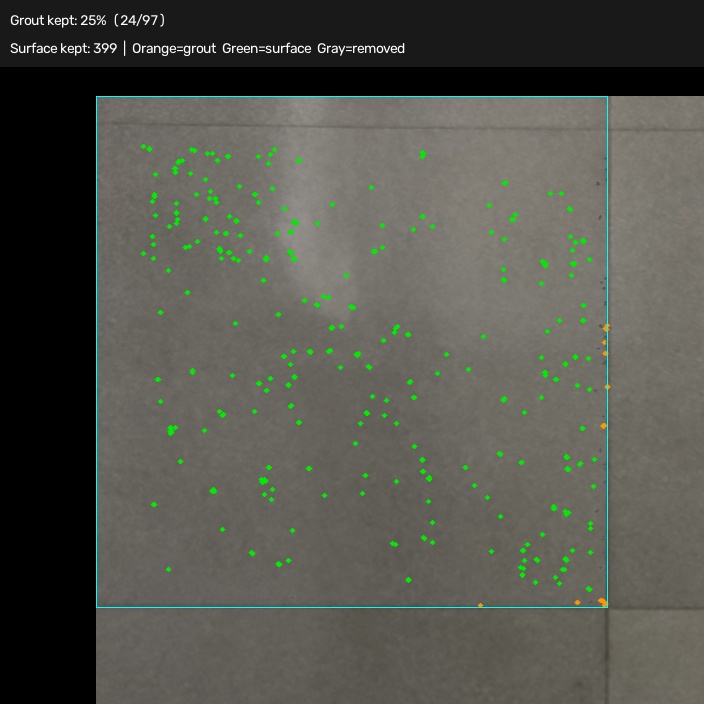 Grout kept: 25% (24/97)
Surface kept: 399 | Orange=grout Green=surface Gray=removed